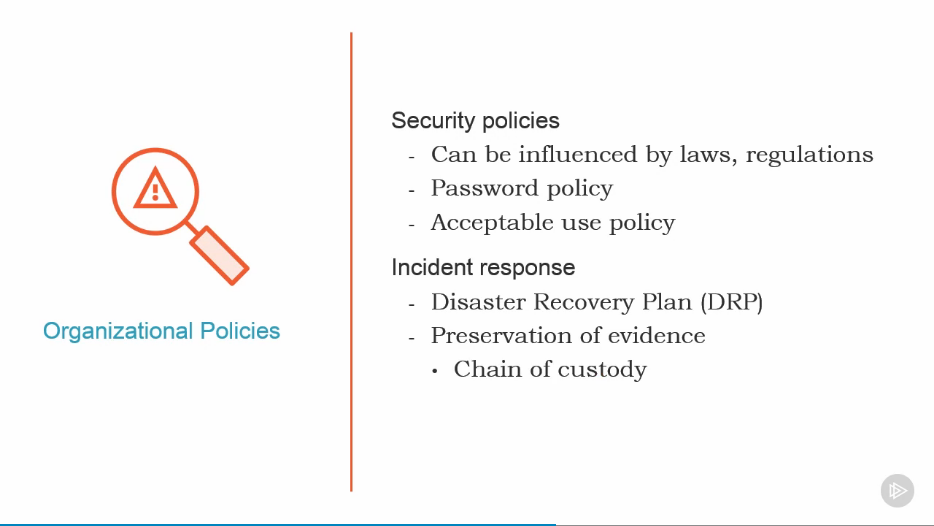 Organizational Policies
Security policies
- Can be influenced by laws, regulations
- Password policy
- Acceptable use policy
Incident response
- Disaster Recovery Plan (DRP)
- Preservation of evidence
• Chain of custody